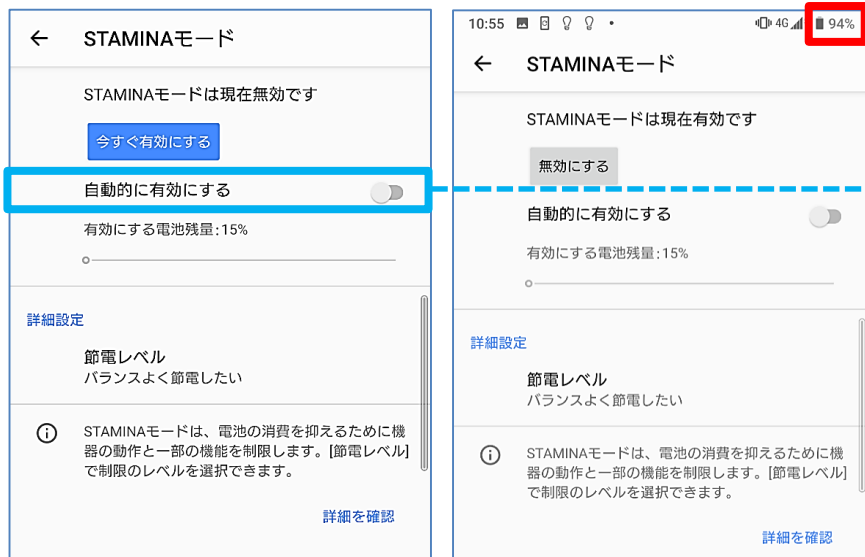 STAMINAモード
STAMINAモードは現在無効です
今すぐ有効にする
自動的に有効にする
有効にする電池残量:15%
詳細設定
節電レベル
バランスよく節電したい
STAMINAモードは、電池の消費を抑えるために機
器の動作と一部の機能を制限します。[節電レベル]
で制限のレベルを選択できます。
詳細を確認
10:55 4G 94%
STAMINAモード
STAMINAモードは現在有効です
無効にする
自動的に有効にする
有効にする電池残量:15%
詳細設定
節電レベル
バランスよく節電したい
STAMINAモードは、電池の消費を抑えるために機
器の動作と一部の機能を制限します。[節電レベル]
で制限のレベルを選択できます。
詳細を確認